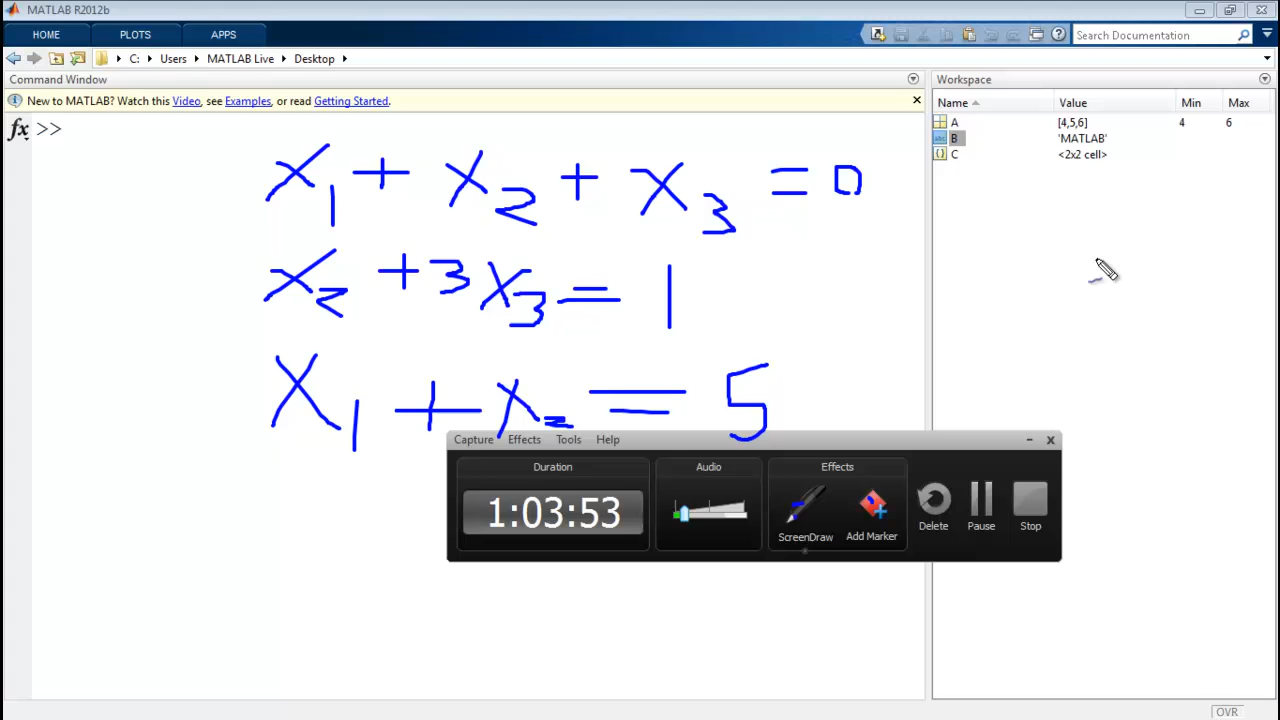 MATLAB R2012b
HOME PLOTS APPS Search Documentation
C: Users MATLAB Live Desktop
Command Window Workspace
New to MATLAB? Watch this Video, see Examples, or read Getting Started.
Name Value Min Max
fx >>
A [4,5,6] 4 6
B 'MATLAB'
C <2x2 cell>
x₁ + x₂ + x₃ = 0
x₂ + 3x₃ = 1
x₁ + x₂ = 5
Capture Effects Tools Help
Duration Audio Effects
1:03:53
ScreenDraw Add Marker Delete Pause Stop
OVR